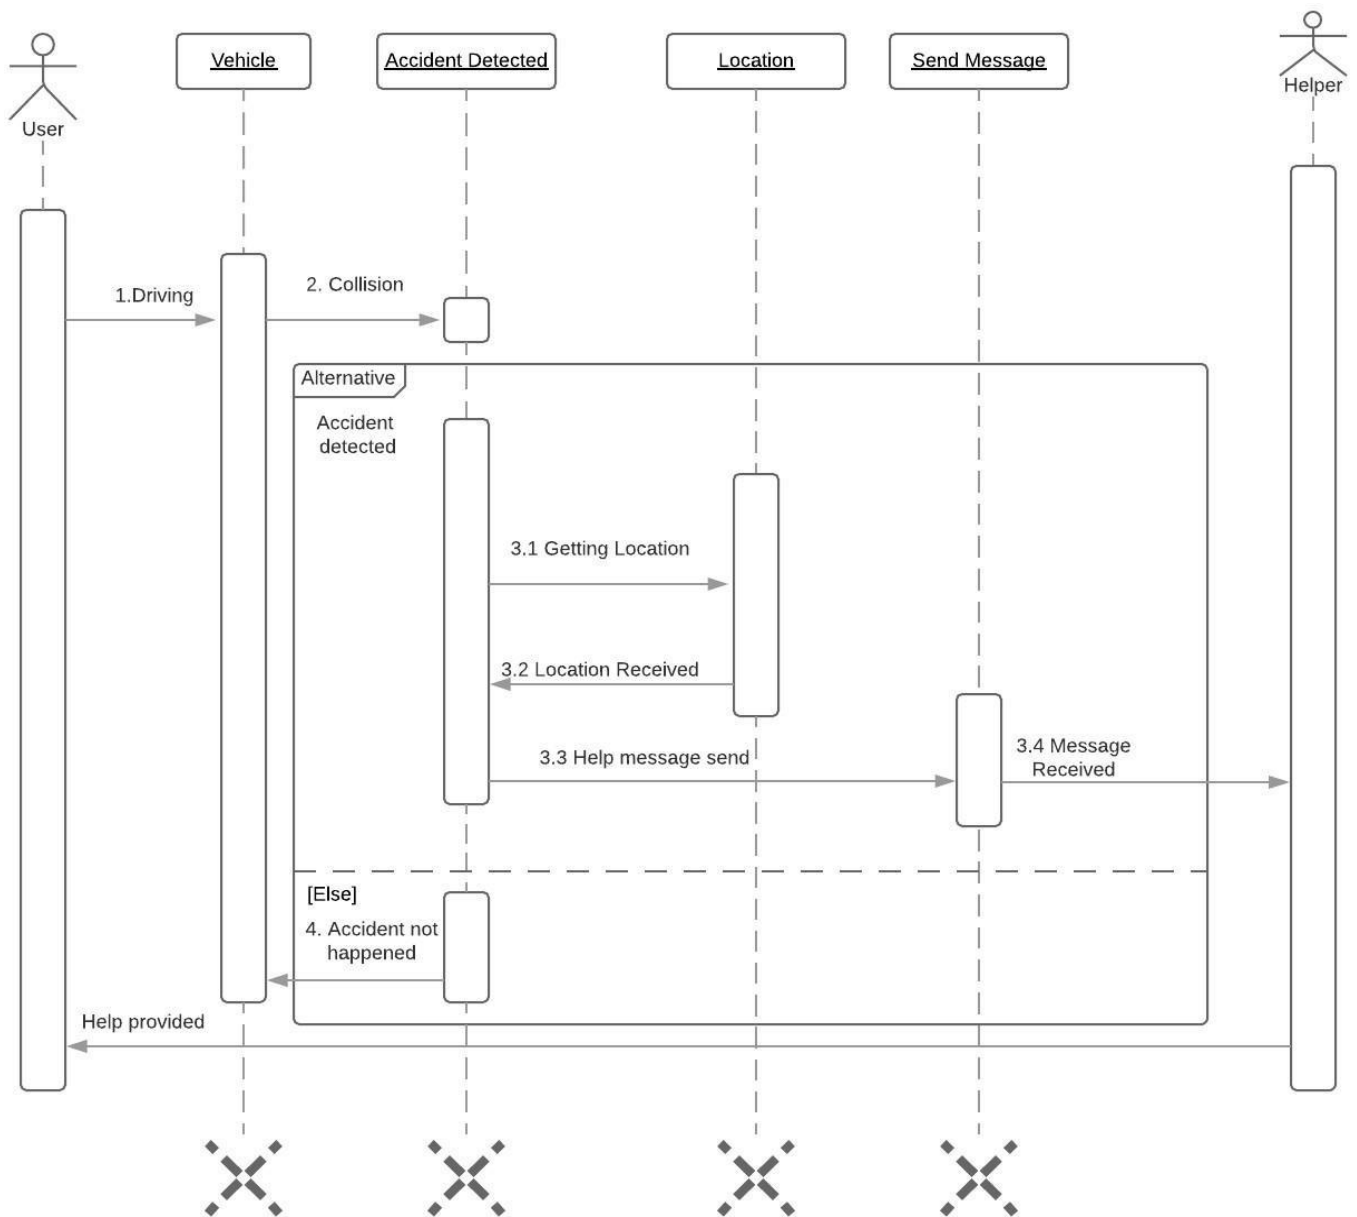 User
Vehicle
Accident Detected
Location
Send Message
Helper
1.Driving
2. Collision
Alternative
Accident
detected
3.1 Getting Location
3.2 Location Received
3.3 Help message send
3.4 Message
Received
[Else]
4. Accident not
happened
Help provided